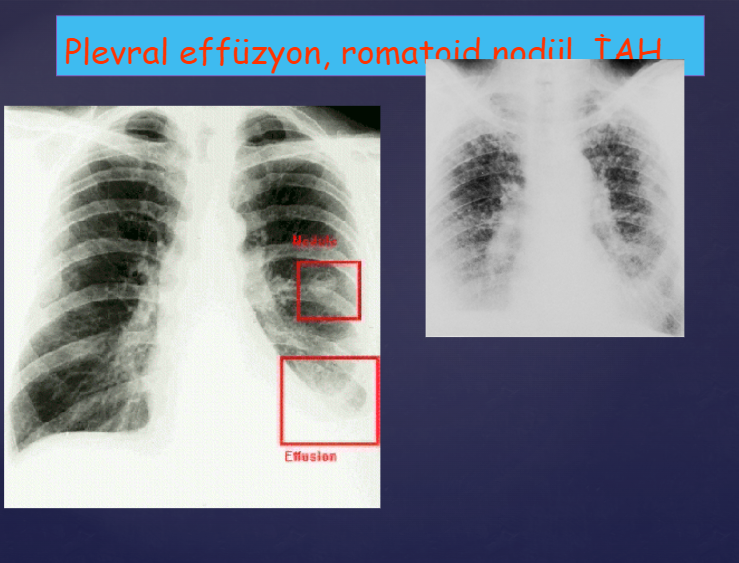 Plevral effüzyon, romatoid nodül, İAH
Nodule
Effusion